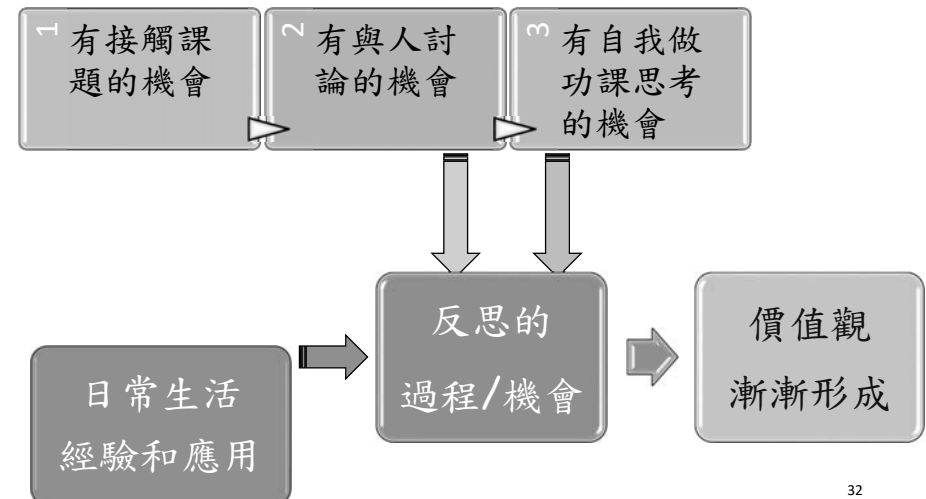 1
有接觸課
題的機會
2
有與人討
論的機會
3
有自我做
功課思考
的機會
反思的
過程/機會
價值觀
漸漸形成
日常生活
經驗和應用
32